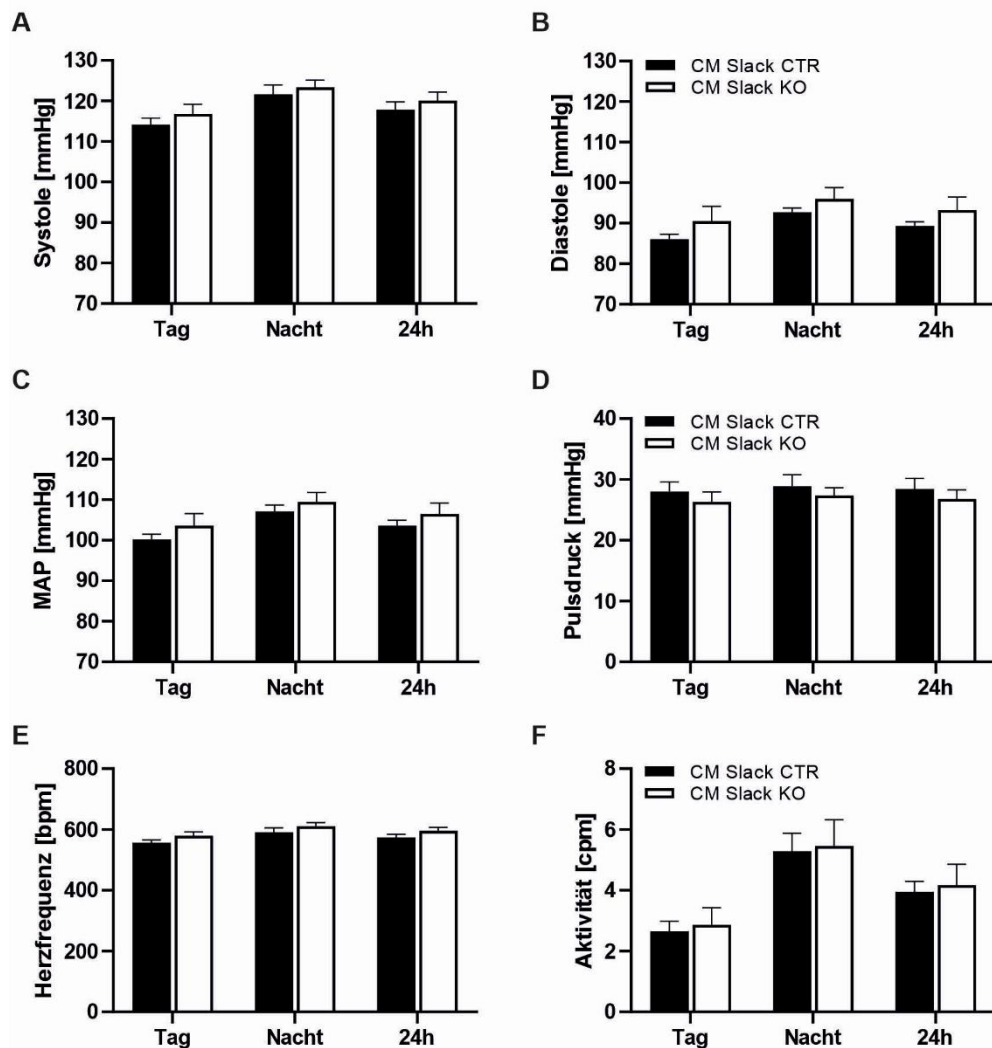 A
Systole [mmHg]
130
120
110
100
90
80
70
Tag Nacht 24h
B
Diastole [mmHg]
130
120
110
100
90
80
70
CM Slack CTR
CM Slack KO
Tag Nacht 24h
C
MAP [mmHg]
130
120
110
100
90
80
70
Tag Nacht 24h
D
Pulsdruck [mmHg]
40
30
20
10
0
CM Slack CTR
CM Slack KO
Tag Nacht 24h
E
Herzfrequenz [bpm]
800
600
400
200
0
Tag Nacht 24h
F
Aktivität [cpm]
8
6
4
2
0
CM Slack CTR
CM Slack KO
Tag Nacht 24h